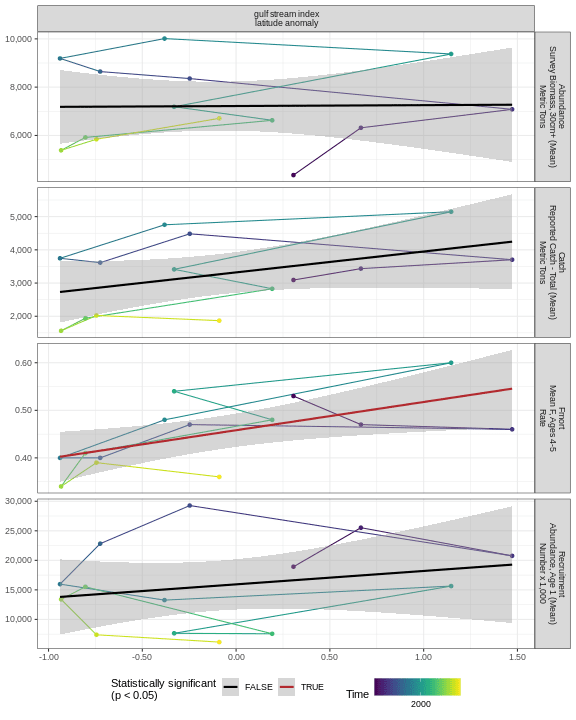 gulf stream index
latitude anomaly
10,000
8,000
6,000
Abundance
Survey Biomass, 30cm+ (Mean)
Metric Tons
5,000
4,000
3,000
2,000
Catch
Reported Catch - Total (Mean)
Metric Tons
0.60
0.50
0.40
Fmort
Mean F, Ages 4-5
Rate
30,000
25,000
20,000
15,000
10,000
Recruitment
Abundance, Age 1 (Mean)
Number x 1,000
-1.00 -0.50 0.00 0.50 1.00 1.50
Statistically significant
(p < 0.05)
FALSE TRUE
Time
2000